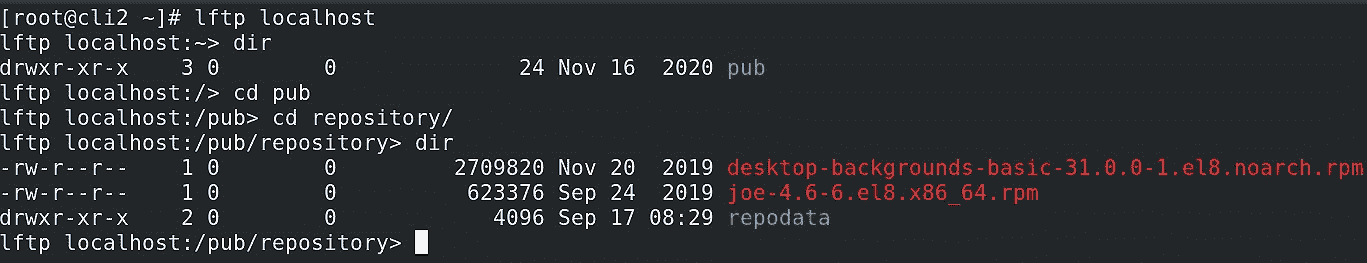 [root@cli2 ~]# lftp localhost
lftp localhost:~> dir
drwxr-xr-x    3 0        0              24 Nov 16  2020 pub
lftp localhost:/> cd pub
lftp localhost:/pub> cd repository/
lftp localhost:/pub/repository> dir
-rw-r--r--    1 0        0         2709820 Nov 20  2019 desktop-backgrounds-basic-31.0.0-1.el8.noarch.rpm
-rw-r--r--    1 0        0          623376 Sep 24  2019 joe-4.6-6.el8.x86_64.rpm
drwxr-xr-x    2 0        0            4096 Sep 17 08:29 repodata
lftp localhost:/pub/repository>